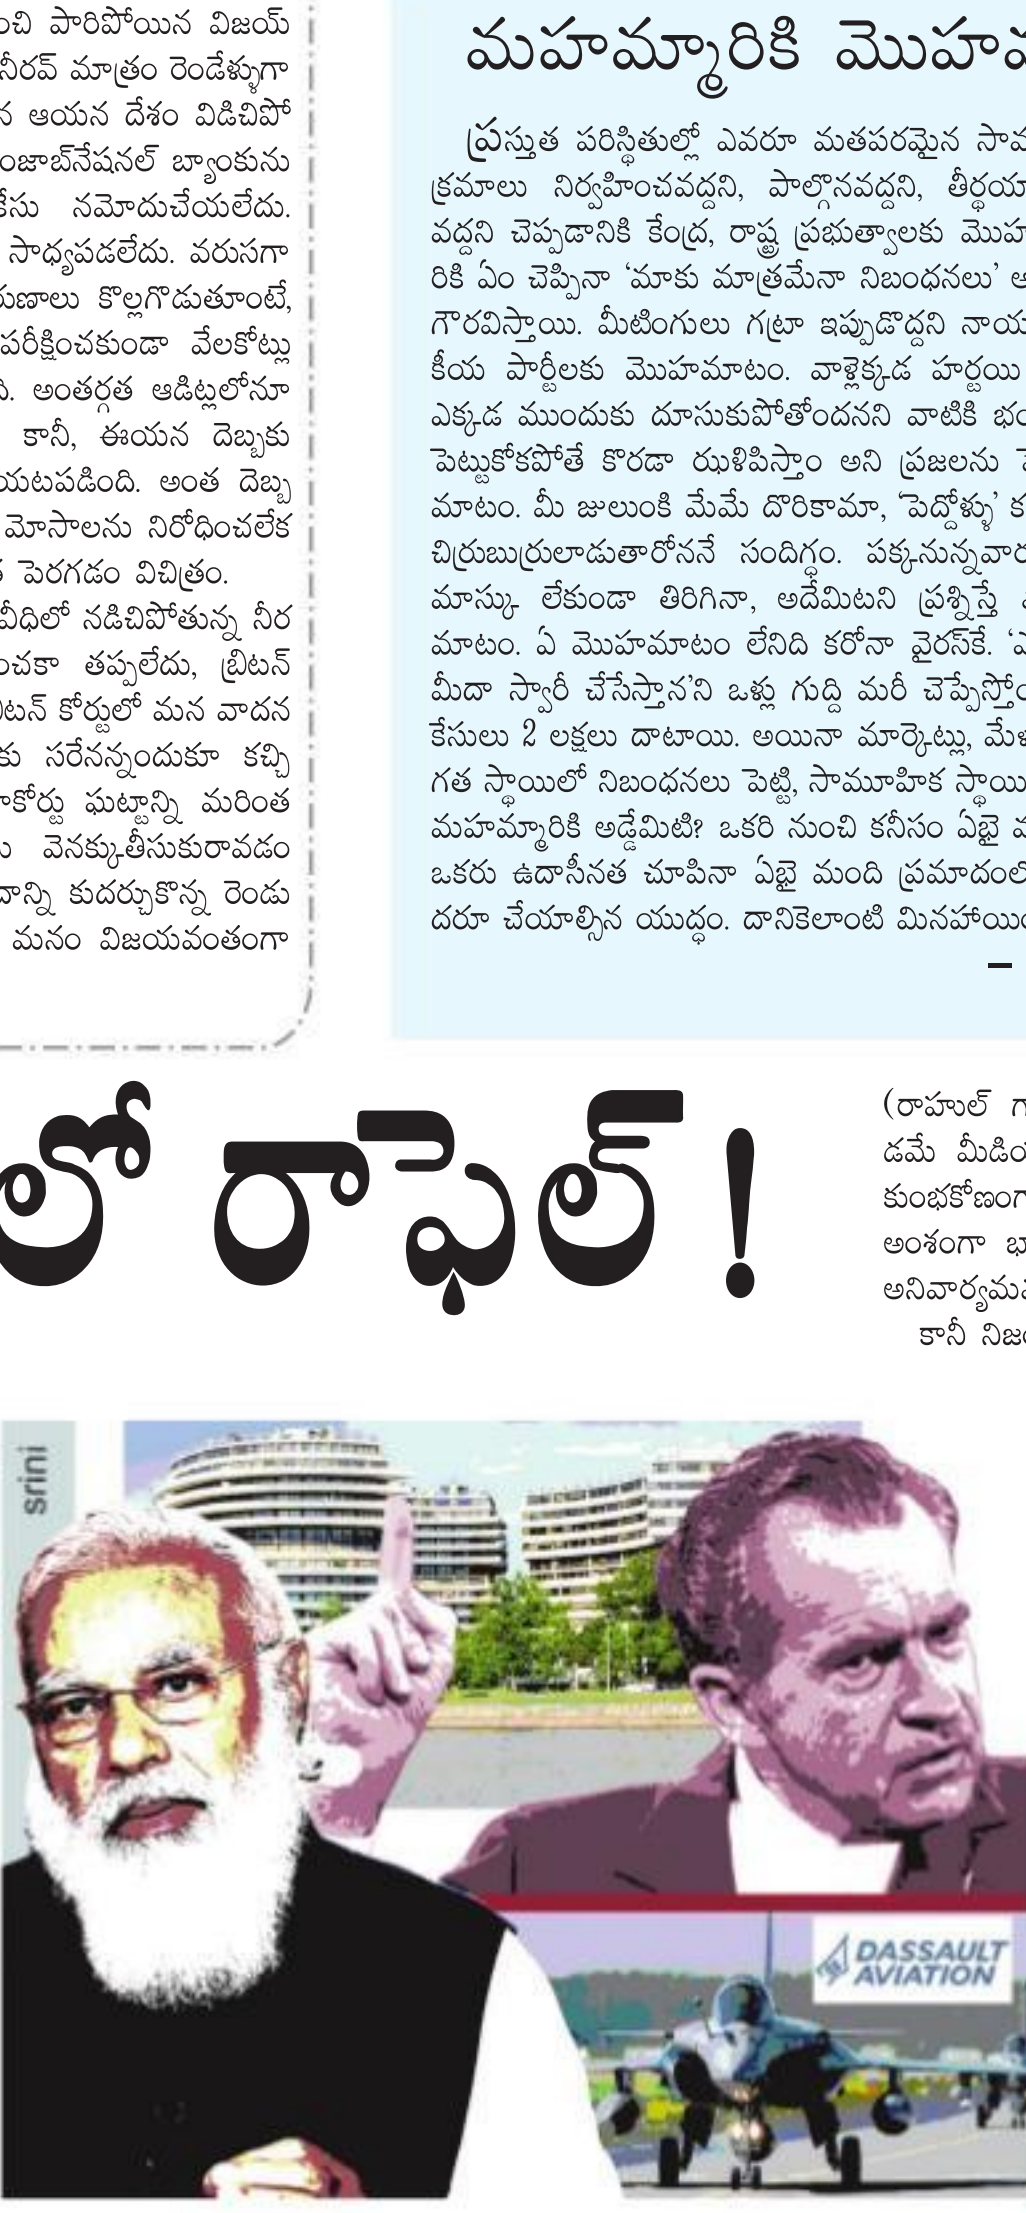 ంచి పారిపోయిన విజయ్
నీరవ్ మాత్రం రెండేళ్ళుగా
న ఆయన దేశం విడిచిపో
ంజాబ్‌నేషనల్ బ్యాంకును
కేసు నమోదుచేయలేదు.
సాధ్యపడలేదు. వరుసగా
రుణాలు కొల్లగొడుతూంటే,
పరీక్షించకుండా వేలకోట్లు
ది. అంతర్గత ఆడిట్లలోనూ
కానీ, ఈయన దెబ్బకు
యటపడింది. అంత దెబ్బ
మోసాలను నిరోధించలేక
పెరగడం విచిత్రం.
వీధిలో నడిచిపోతున్న నీర
ంచకా తప్పలేదు, బ్రిటన్
టన్ కోర్టులో మన వాదన
కు సరేనన్నందుకూ కచ్చి
కోర్టు ఘట్టాన్ని మరింత
వెనక్కుతీసుకురావడం
దాన్ని కుదర్చుకొన్న రెండు
మనం విజయవంతంగా
మహమ్మారికి మొహమ
ప్రస్తుత పరిస్థితుల్లో ఎవరూ మతపరమైన సామ
క్రమాలు నిర్వహించవద్దని, పాల్గొనవద్దని, తీర్థయా
వద్దని చెప్పడానికి కేంద్ర, రాష్ట్ర ప్రభుత్వాలకు మొహ
రికి ఏం చెప్పినా ‘మాకు మాత్రమేనా నిబంధనలు’ అ
గౌరవిస్తాయి. మీటింగులు గట్రా ఇప్పుడొద్దని నాయ
కీయ పార్టీలకు మొహమాటం. వాళ్లెక్కడ హర్టయి
ఎక్కడ ముందుకు దూసుకుపోతోందనని వాటికి భం
పెట్టుకోకపోతే కొరడా ఝళిపిస్తాం అని ప్రజలను
మాటం. మీ జులుంకి మేమే దొరికామా, ‘పెద్దోళ్ళు’ క
చిర్రుబుర్రులాడుతారోననే సందిగ్ధం. పక్కనున్నవార
మాస్కు లేకుండా తిరిగినా, అదేమిటని ప్రశ్నిస్తే
మాటం. ఏ మొహమాటం లేనిది కరోనా వైరస్‌కే. ‘ఎ
మీదా స్వారీ చేసేస్తాన’ని ఒళ్లు గుద్ది మరీ చెప్పేస్తోం
కేసులు 2 లక్షలు దాటాయి. అయినా మార్కెట్లు, మేళ
గత స్థాయిలో నిబంధనలు పెట్టి, సామూహిక స్థాయి
మహమ్మారికి అడ్డేమిటి? ఒకరి నుంచి కనీసం ఏభై మ
ఒకరు ఉదాసీనత చూపినా ఏభై మంది ప్రమాదంలో
దరూ చేయాల్సిన యుద్ధం. దానికెలాంటి మినహాయిం
–
లో రాఫెల్ !
(రాహుల్ గా
డమే మీడియ
కుంభకోణంగా
అంశంగా భా
అనివార్యమవ
కానీ నిజం
srini
DASSAULT
AVIATION